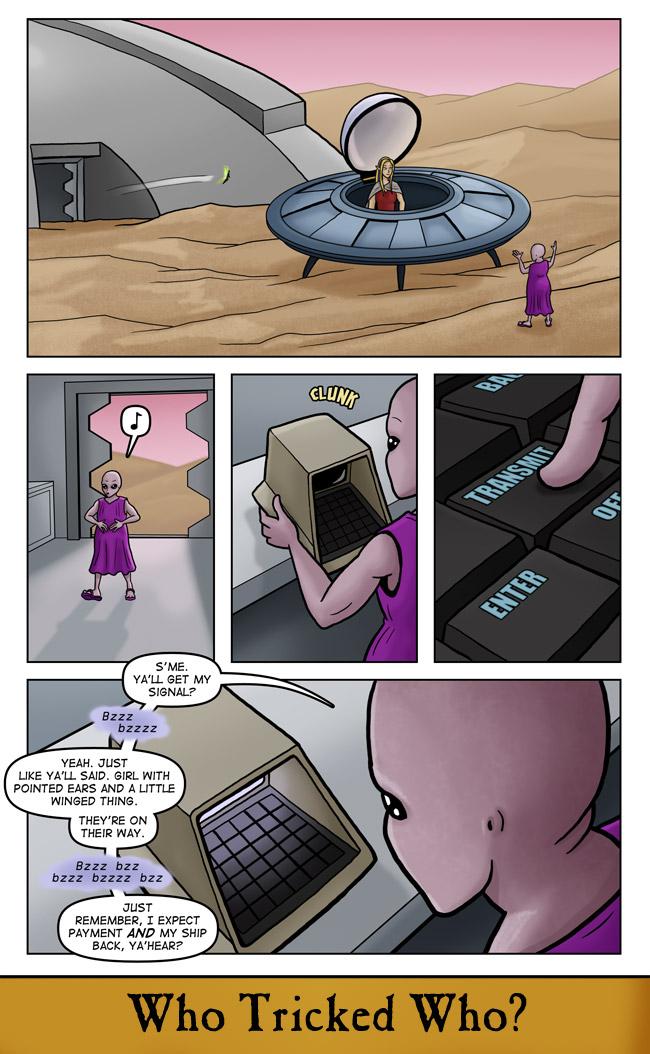 CLUNK
BA
TRANSMIT
OFF
ENTER
S'ME.
YA'LL GET MY
SIGNAL?
Bzzz
bzzzz
YEAH. JUST
LIKE YA'LL SAID. GIRL WITH
POINTED EARS AND A LITTLE
WINGED THING.
THEY'RE ON
THEIR WAY.
Bzzz bzz
bzzz bzzzz bzz
JUST
REMEMBER, I EXPECT
PAYMENT AND MY SHIP
BACK, YA'HEAR?
Who Tricked Who?